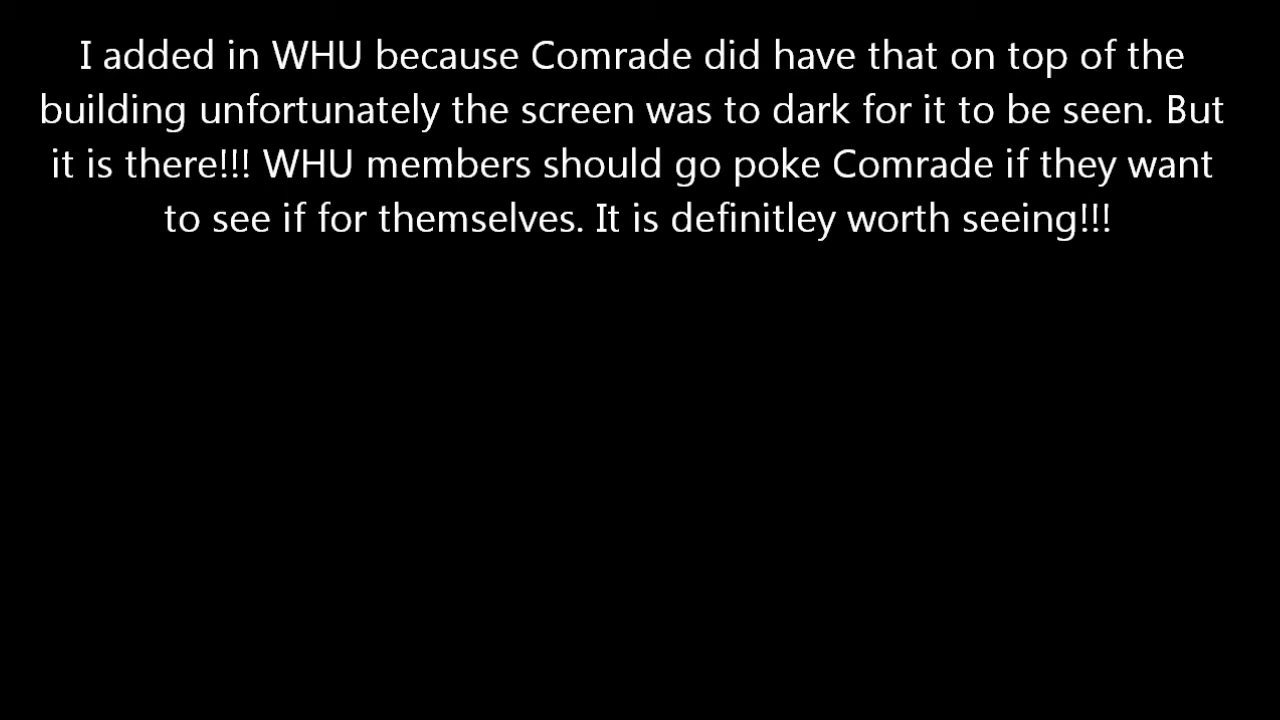 I added in WHU because Comrade did have that on top of the
building unfortunately the screen was to dark for it to be seen. But
it is there!!! WHU members should go poke Comrade if they want
to see if for themselves. It is definitley worth seeing!!!